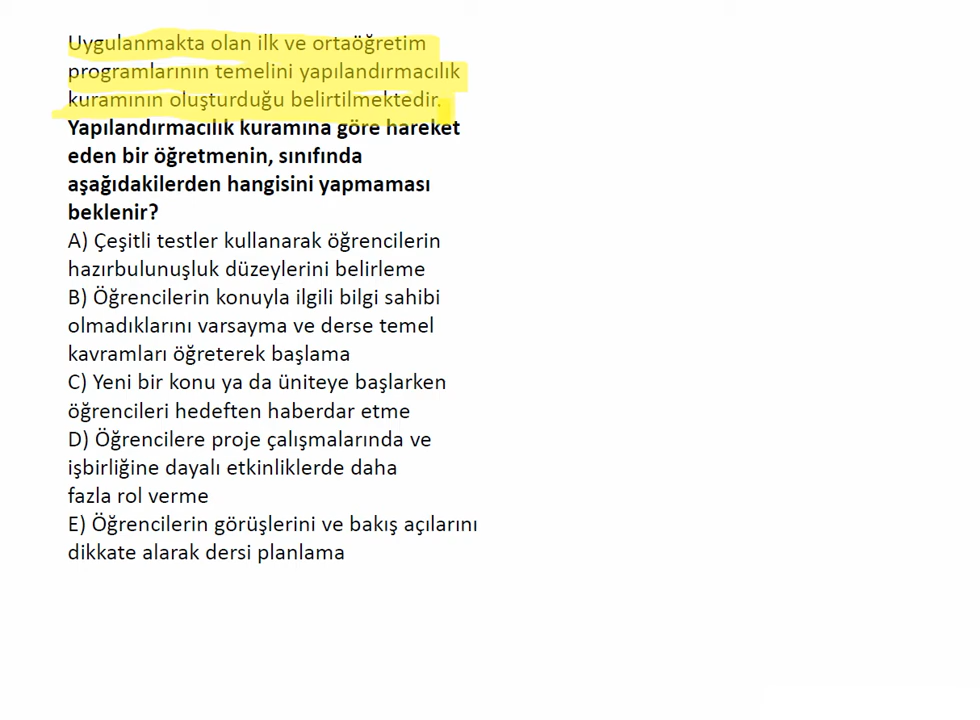 Uygulanmakta olan ilk ve ortaöğretim
programlarının temelini yapılandırmacılık
kuramının oluşturduğu belirtilmektedir.
Yapılandırmacılık kuramına göre hareket
eden bir öğretmenin, sınıfında
aşağıdakilerden hangisini yapmaması
beklenir?
A) Çeşitli testler kullanarak öğrencilerin
hazırbulunuşluk düzeylerini belirleme
B) Öğrencilerin konuyla ilgili bilgi sahibi
olmadıklarını varsayma ve derse temel
kavramları öğreterek başlama
C) Yeni bir konu ya da üniteye başlarken
öğrencileri hedeften haberdar etme
D) Öğrencilere proje çalışmalarında ve
işbirliğine dayalı etkinliklerde daha
fazla rol verme
E) Öğrencilerin görüşlerini ve bakış açılarını
dikkate alarak dersi planlama